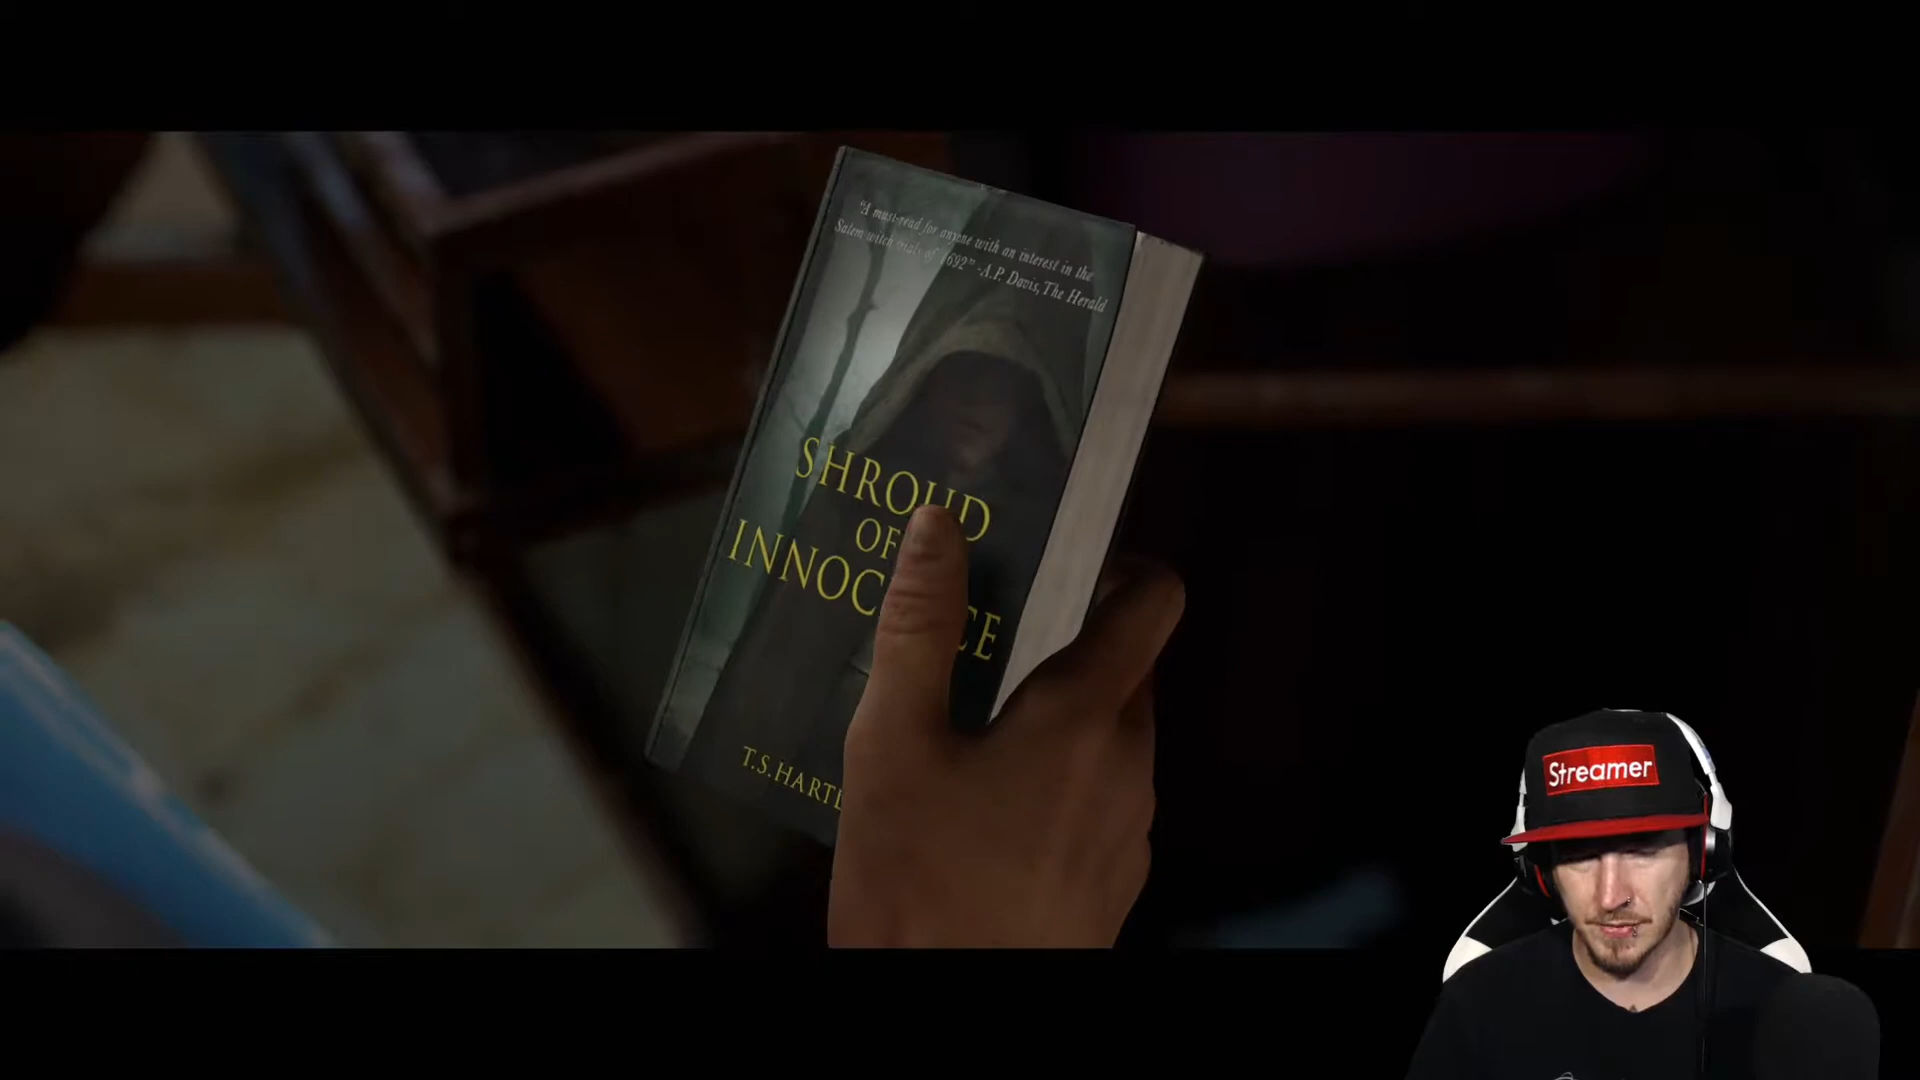 "A must-read for anyone with an interest in the
Salem witch trials of 1692" -A.P. Davis, The Herald
SHROUD
OF
INNOC CE
T.S.HARTL
Streamer